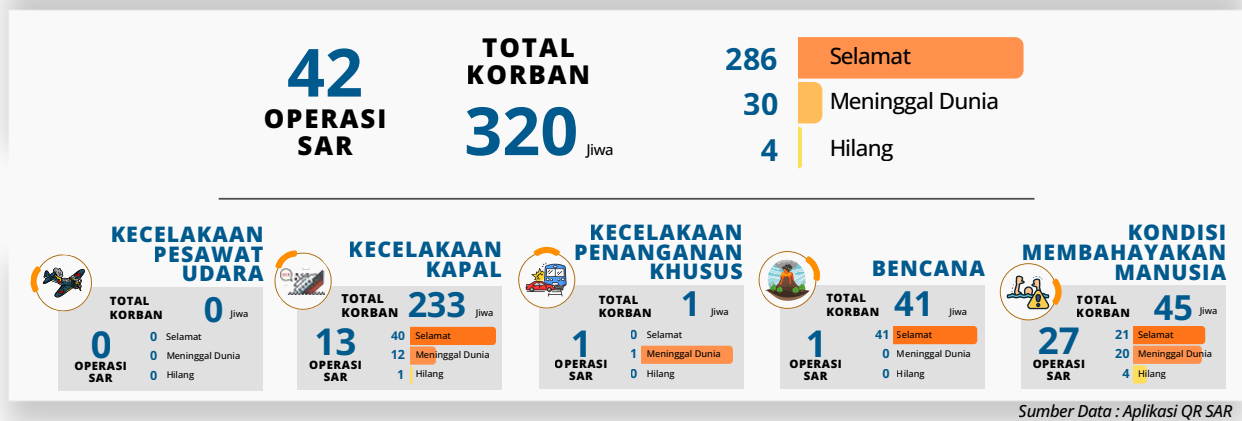 42
OPERASI
SAR
TOTAL
KORBAN
320 Jiwa
286 Selamat
30 Meninggal Dunia
4 Hilang
KECELAKAAN
PESAWAT
UDARA
TOTAL
KORBAN
0 Jiwa
0
OPERASI
SAR
0 Selamat
0 Meninggal Dunia
0 Hilang
KECELAKAAN
KAPAL
TOTAL
KORBAN
233 Jiwa
13
OPERASI
SAR
40 Selamat
12 Meninggal Dunia
1 Hilang
KECELAKAAN
PENANGANAN
KHUSUS
TOTAL
KORBAN
1 Jiwa
1
OPERASI
SAR
0 Selamat
1 Meninggal Dunia
0 Hilang
BENCANA
TOTAL
KORBAN
41 Jiwa
1
OPERASI
SAR
41 Selamat
0 Meninggal Dunia
0 Hilang
KONDISI
MEMBAHAYAKAN
MANUSIA
TOTAL
KORBAN
45 Jiwa
27
OPERASI
SAR
21 Selamat
20 Meninggal Dunia
4 Hilang
Sumber Data : Aplikasi QR SAR